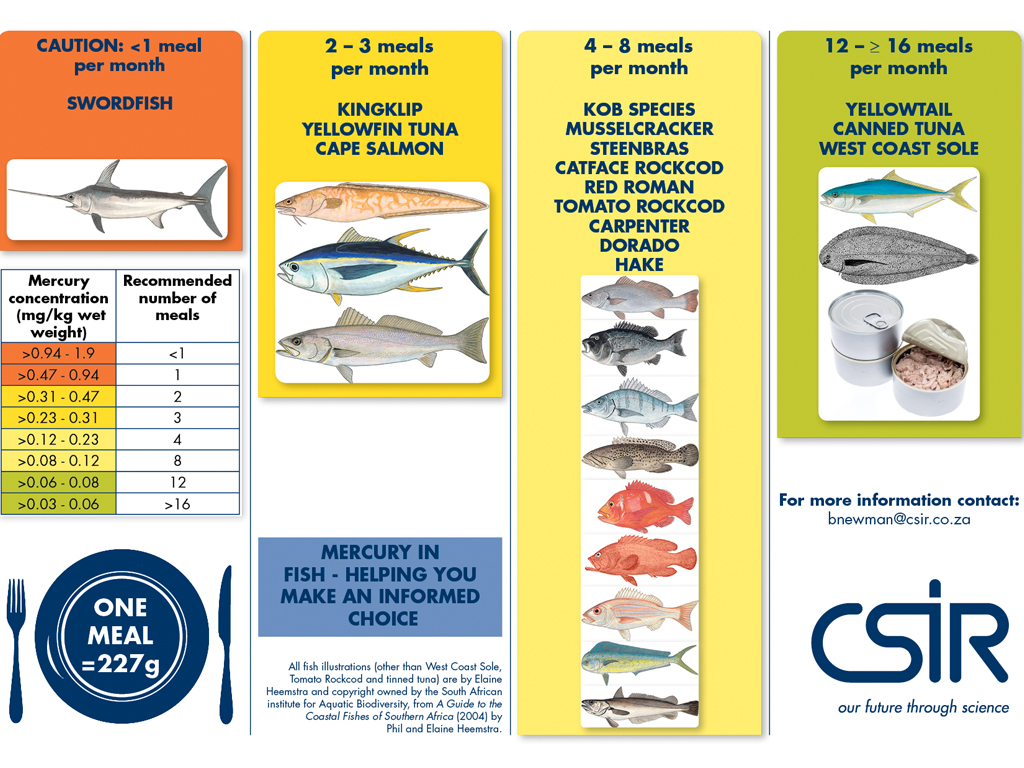 CAUTION: <1 meal
per month
SWORDFISH
Mercury
concentration
(mg/kg wet
weight)
Recommended
number of
meals
>0.94 - 1.9 <1
>0.47 - 0.94 1
>0.31 - 0.47 2
>0.23 - 0.31 3
>0.12 - 0.23 4
>0.08 - 0.12 8
>0.06 - 0.08 12
>0.03 - 0.06 >16
ONE
MEAL
=227g
2 – 3 meals
per month
KINGKLIP
YELLOWFIN TUNA
CAPE SALMON
MERCURY IN
FISH - HELPING YOU
MAKE AN INFORMED
CHOICE
All fish illustrations (other than West Coast Sole,
Tomato Rockcod and tinned tuna) are by Elaine
Heemstra and copyright owned by the South African
institute for Aquatic Biodiversity, from A Guide to the
Coastal Fishes of Southern Africa (2004) by
Phil and Elaine Heemstra.
4 – 8 meals
per month
KOB SPECIES
MUSSELCRACKER
STEENBRAS
CATFACE ROCKCOD
RED ROMAN
TOMATO ROCKCOD
CARPENTER
DORADO
HAKE
12 – ≥ 16 meals
per month
YELLOWTAIL
CANNED TUNA
WEST COAST SOLE
For more information contact:
bnewman@csir.co.za
CSIR
our future through science